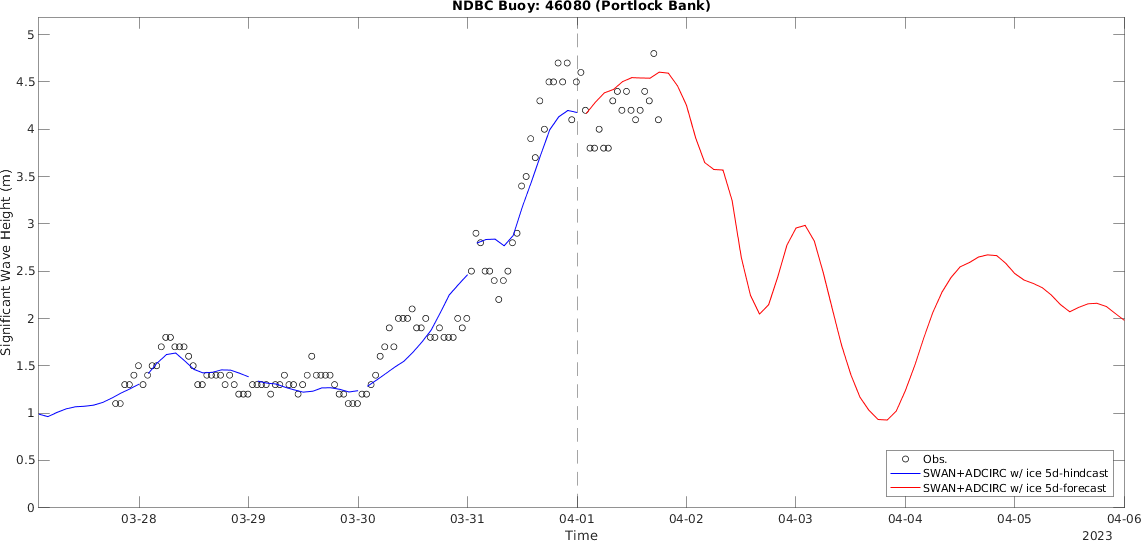 NDBC Buoy: 46080 (Portlock Bank)
5
4.5
4
3.5
3
2.5
2
1.5
1
0.5
0
Significant Wave Height (m)
Obs.
SWAN+ADCIRC w/ ice 5d-hindcast
SWAN+ADCIRC w/ ice 5d-forecast
03-28 03-29 03-30 03-31 04-01 04-02 04-03 04-04 04-05 04-06
Time
2023